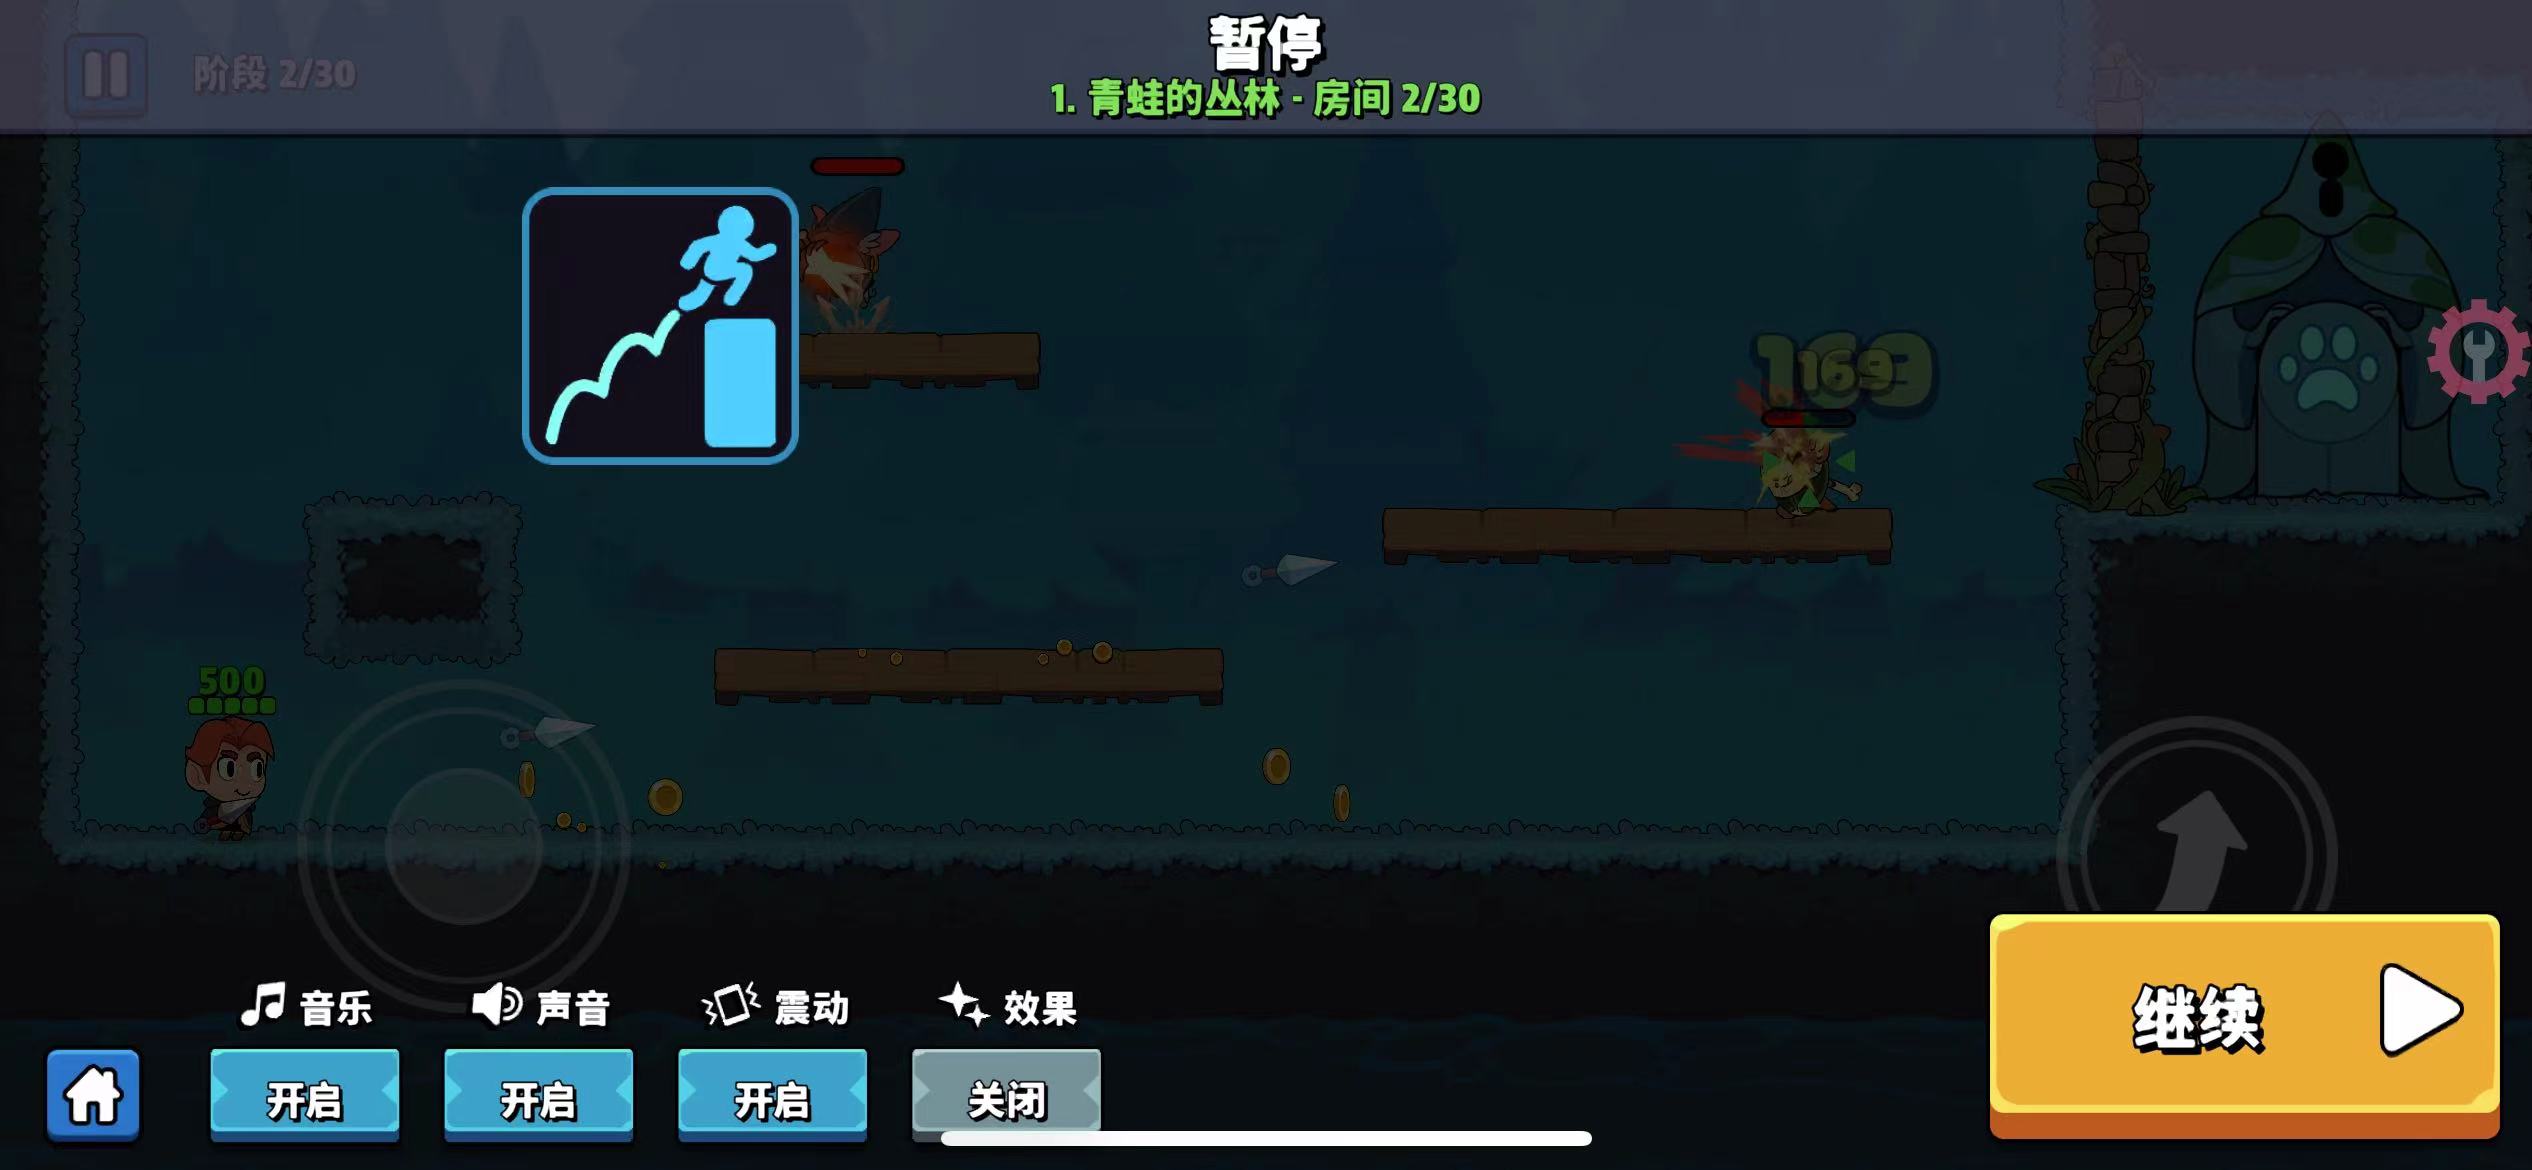 暂停
阶段 2/30
1. 青蛙的丛林 - 房间 2/30
1693
500
音乐
声音
震动
效果
开启
开启
开启
关闭
继续